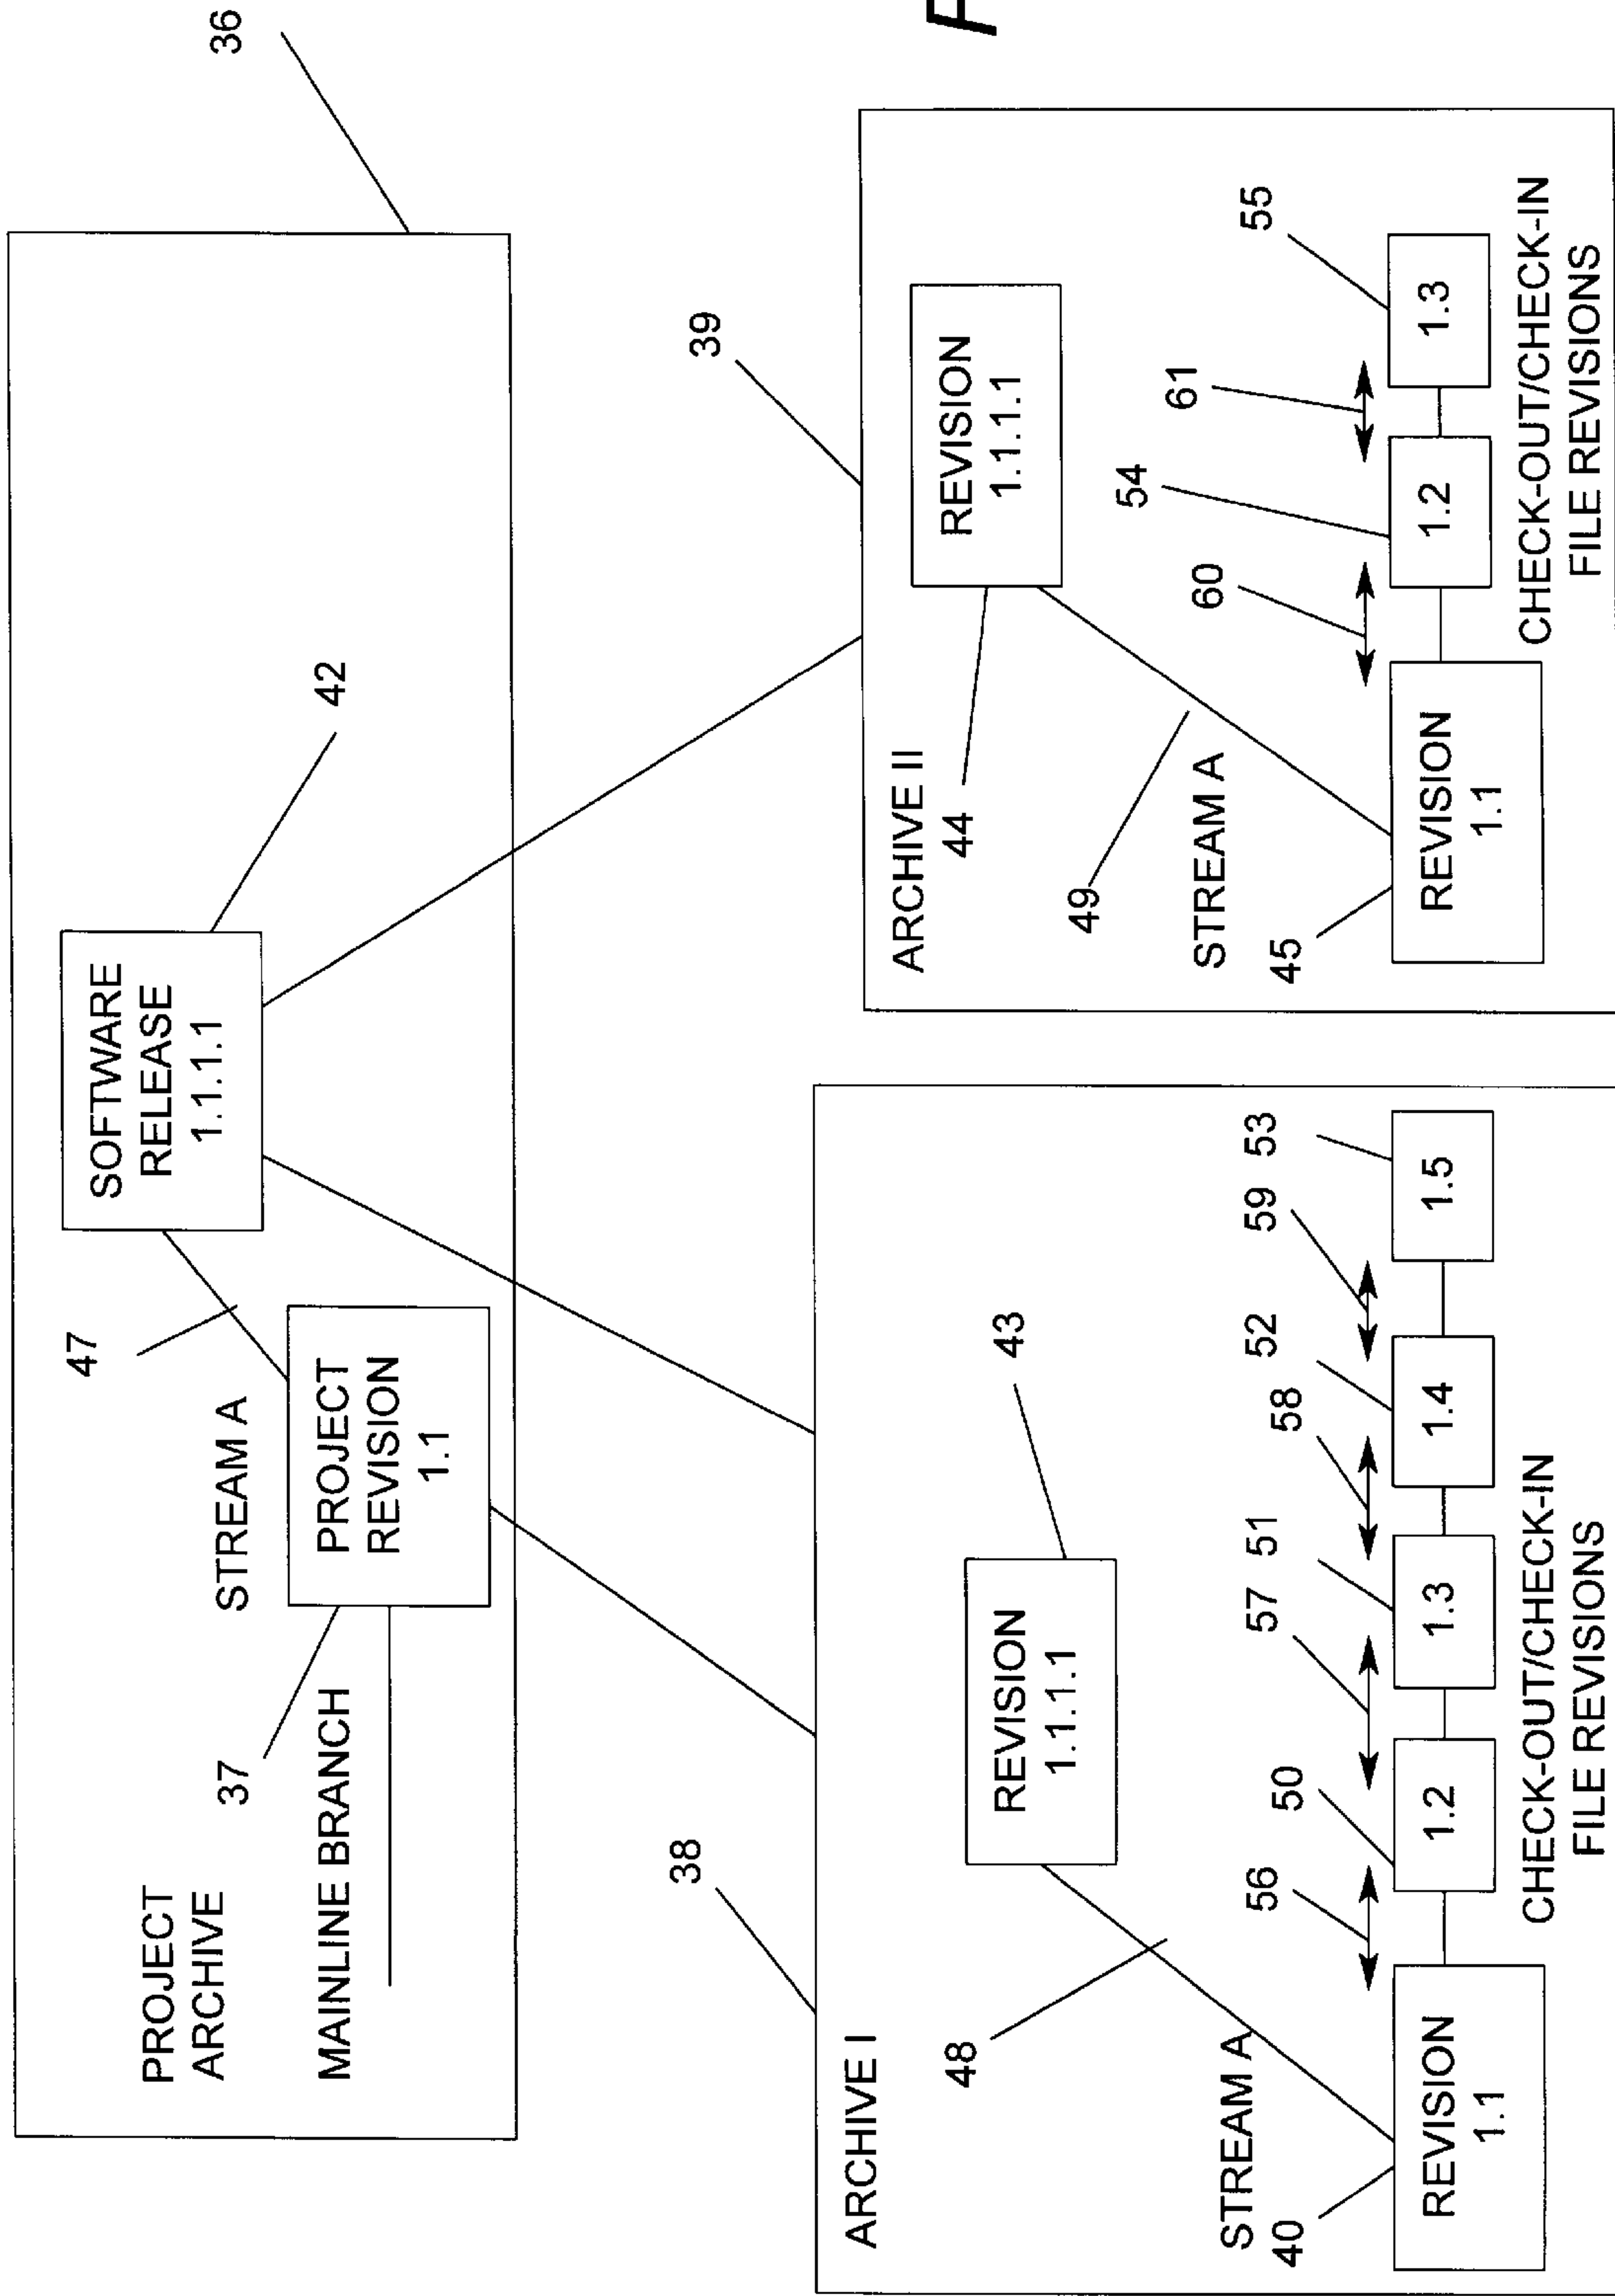 36
PROJECT
ARCHIVE
MAINLINE BRANCH
37
STREAM A
PROJECT
REVISION
1.1
47
SOFTWARE
RELEASE
1.1.1.1
42
38
39
ARCHIVE I
REVISION
1.1.1.1
43
48
STREAM A
40
REVISION
1.1
56
50
57
51
58
52
59
53
1.2
1.3
1.4
1.5
CHECK-OUT/CHECK-IN
FILE REVISIONS
ARCHIVE II
44
REVISION
1.1.1.1
49
STREAM A
45
REVISION
1.1
60
54
61
55
1.2
1.3
CHECK-OUT/CHECK-IN
FILE REVISIONS